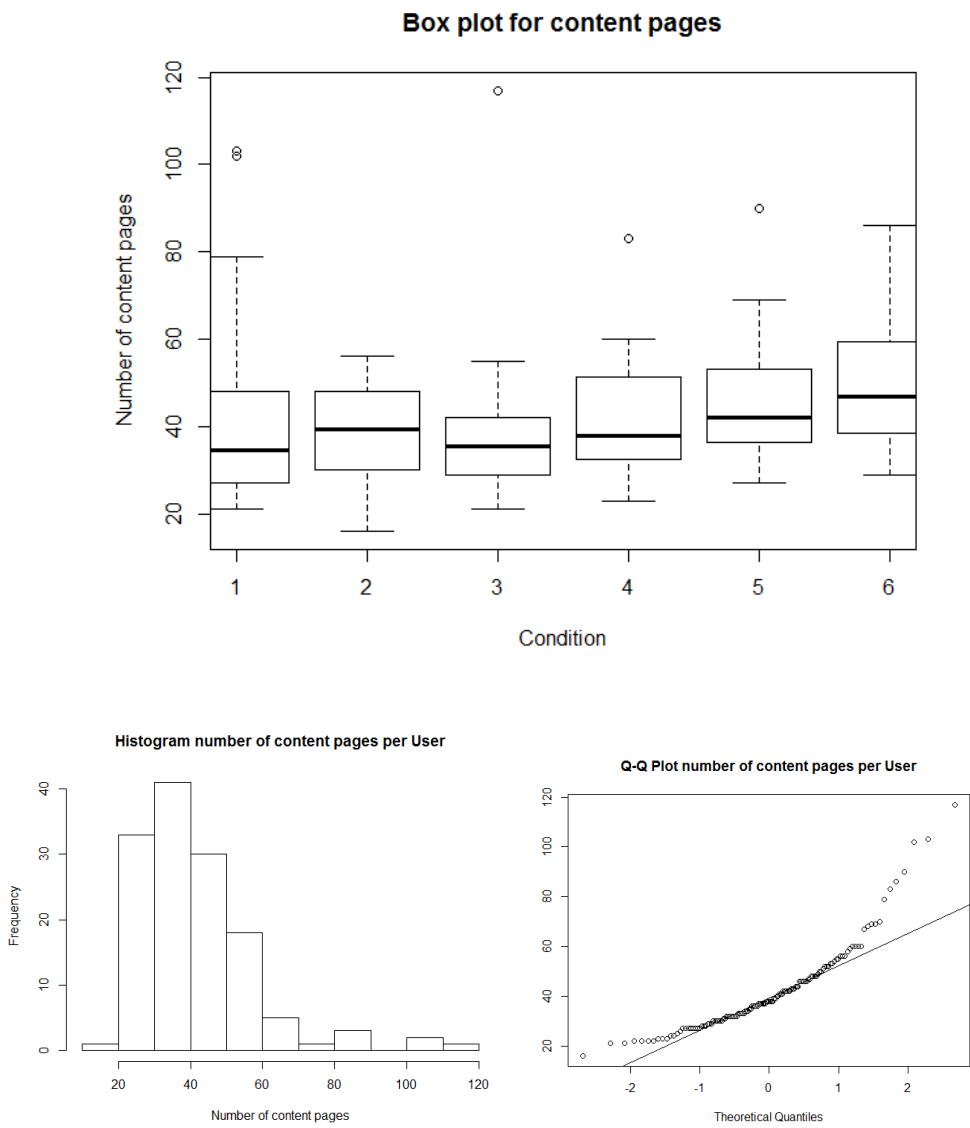 Box plot for content pages
120
100
80
60
40
20
Number of content pages
1 2 3 4 5 6
Condition
Histogram number of content pages per User
40
30
20
10
0
Frequency
20 40 60 80 100 120
Number of content pages
Q-Q Plot number of content pages per User
120
100
80
60
40
20
-2 -1 0 1 2
Theoretical Quantiles